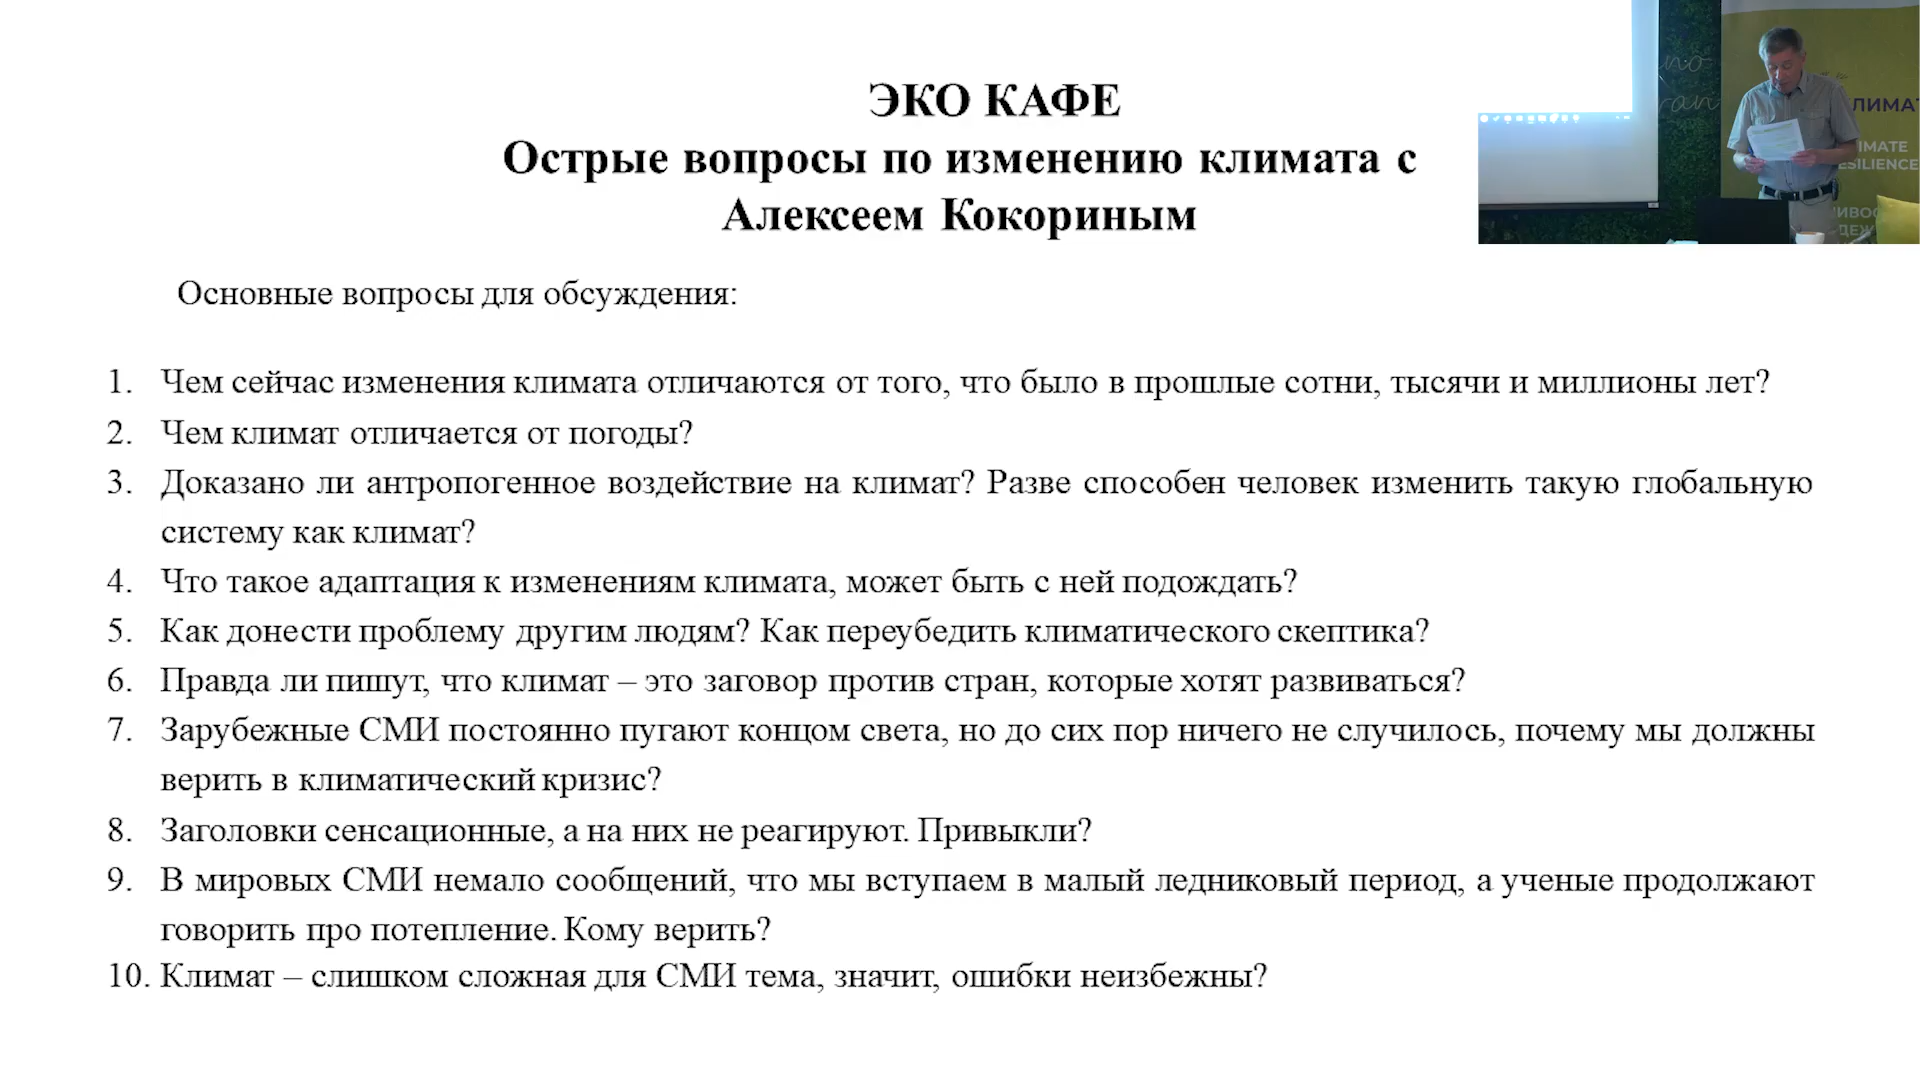 ЭКО КАФЕ
Острые вопросы по изменению климата с
Алексеем Кокориным
Основные вопросы для обсуждения:
1. Чем сейчас изменения климата отличаются от того, что было в прошлые сотни, тысячи и миллионы лет?
2. Чем климат отличается от погоды?
3. Доказано ли антропогенное воздействие на климат? Разве способен человек изменить такую глобальную
систему как климат?
4. Что такое адаптация к изменениям климата, может быть с ней подождать?
5. Как донести проблему другим людям? Как переубедить климатического скептика?
6. Правда ли пишут, что климат – это заговор против стран, которые хотят развиваться?
7. Зарубежные СМИ постоянно пугают концом света, но до сих пор ничего не случилось, почему мы должны
верить в климатический кризис?
8. Заголовки сенсационные, а на них не реагируют. Привыкли?
9. В мировых СМИ немало сообщений, что мы вступаем в малый ледниковый период, а ученые продолжают
говорить про потепление. Кому верить?
10. Климат – слишком сложная для СМИ тема, значит, ошибки неизбежны?
ЛИМА
IMATE
ESILIENCE